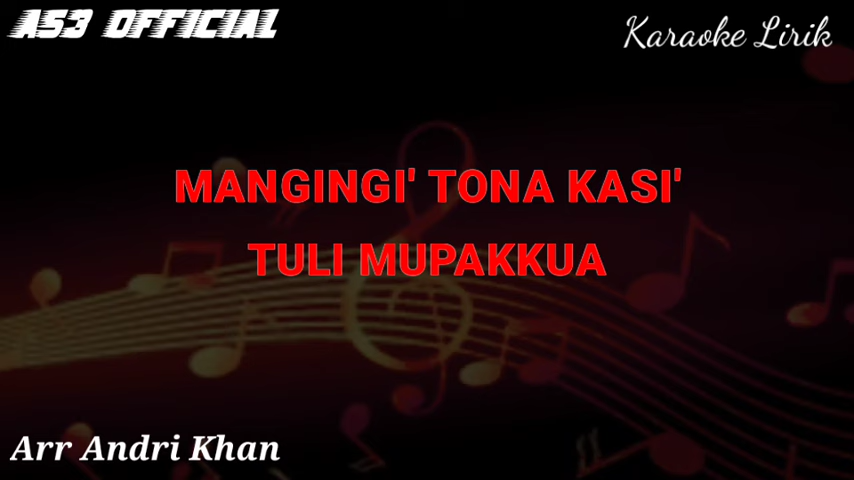 AS3 OFFICIAL
Karaoke Lirik
MANGINGI' TONA KASI'
TULI MUPAKKUA
Arr Andri Khan